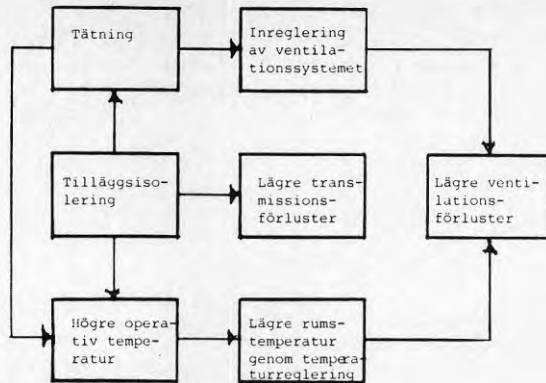 Tätning
Inreglering
av ventila-
tionssystemet
Tilläggsiso-
lering
Lägre trans-
missions-
förluster
Lägre venti-
lations-
förluster
Högre opera-
tiv tempe-
ratur
Lägre rums-
temperatur
genom tempera-
turreglering